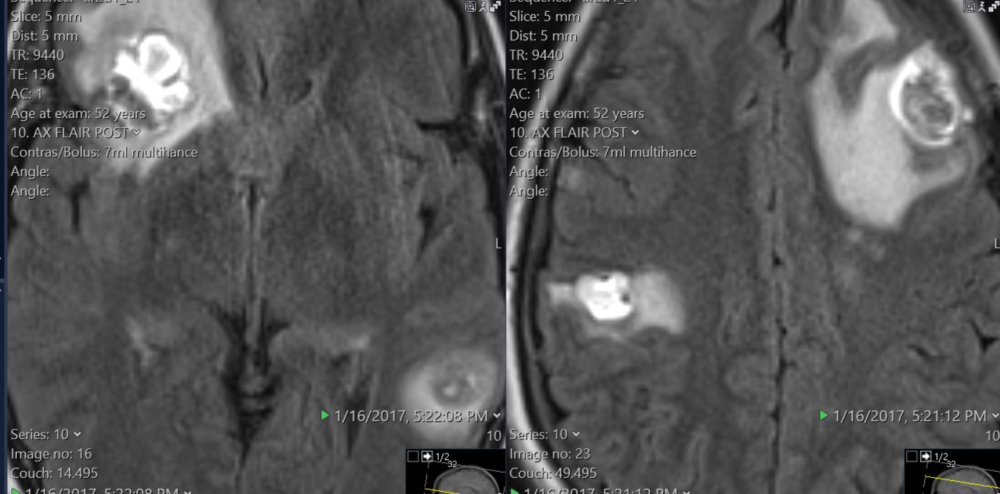 Slice: 5 mm
Dist: 5 mm
TR: 9440
TE: 136
AC: 1
Age at exam: 52 years
10. AX FLAIR POST
Contras/Bolus: 7ml multihance
Angle:
Angle:
L
1/16/2017, 5:22:08 PM
Series: 10
10
Image no: 16
1/2
32
Couch: 14.495
1/16/2017, 5:22:08 PM
Slice: 5 mm
Dist: 5 mm
TR: 9440
TE: 136
AC: 1
Age at exam: 52 years
10. AX FLAIR POST
Contras/Bolus: 7ml multihance
Angle:
Angle:
L
1/16/2017, 5:21:12 PM
Series: 10
10
Image no: 23
1/2
32
Couch: 49.495
1/16/2017, 5:21:12 PM